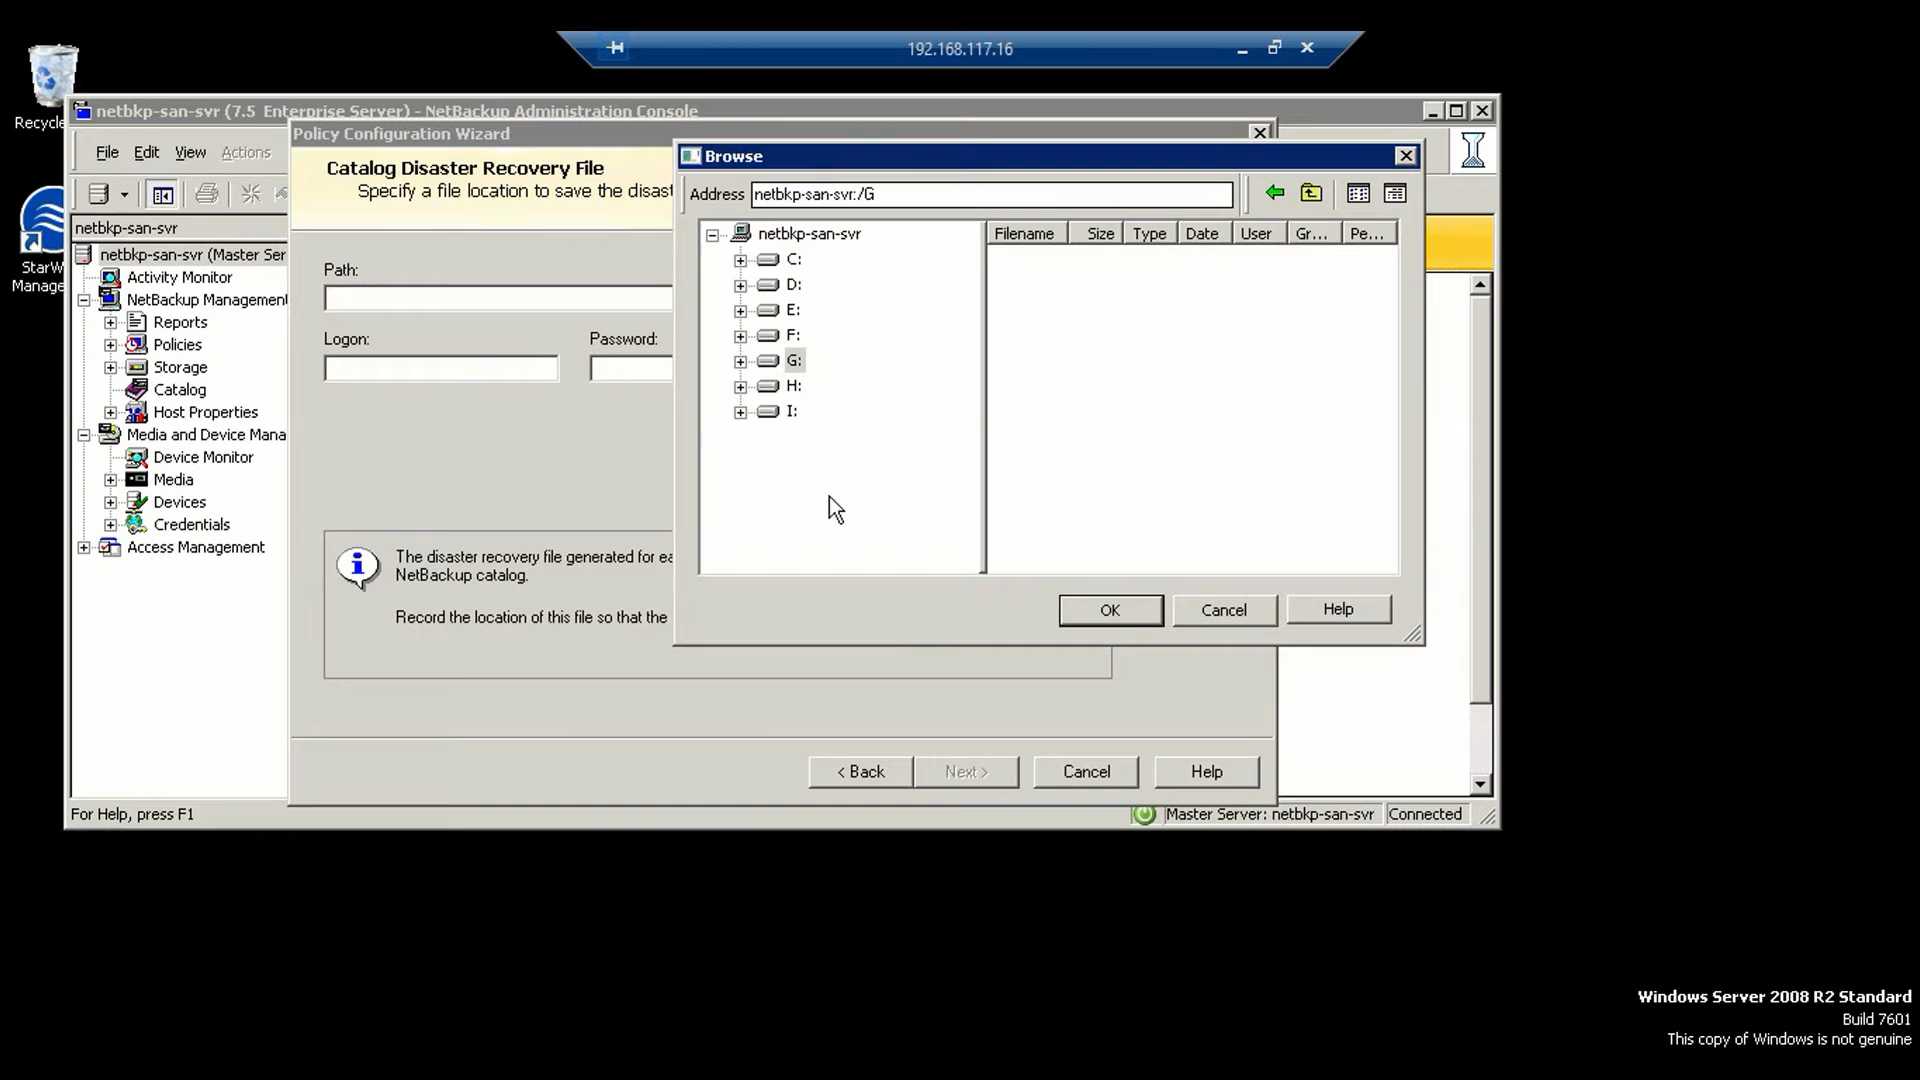 192.168.117.16
Recycle
netbkp-san-svr (7.5 Enterprise Server) - NetBackup Administration Console
Policy Configuration Wizard
File Edit View Actions
Catalog Disaster Recovery File
Specify a file location to save the disast
Browse
Address netbkp-san-svr:/G
netbkp-san-svr
StarW
Manage
netbkp-san-svr (Master Ser
Activity Monitor
NetBackup Management
Reports
Policies
Storage
Catalog
Host Properties
Media and Device Mana
Device Monitor
Media
Devices
Credentials
Access Management
Path:
Logon:
Password:
netbkp-san-svr
C:
D:
E:
F:
G:
H:
I:
Filename Size Type Date User Gr... Pe...
The disaster recovery file generated for ea
NetBackup catalog.
Record the location of this file so that the
OK Cancel Help
< Back Next > Cancel Help
For Help, press F1
Master Server: netbkp-san-svr Connected
Windows Server 2008 R2 Standard
Build 7601
This copy of Windows is not genuine